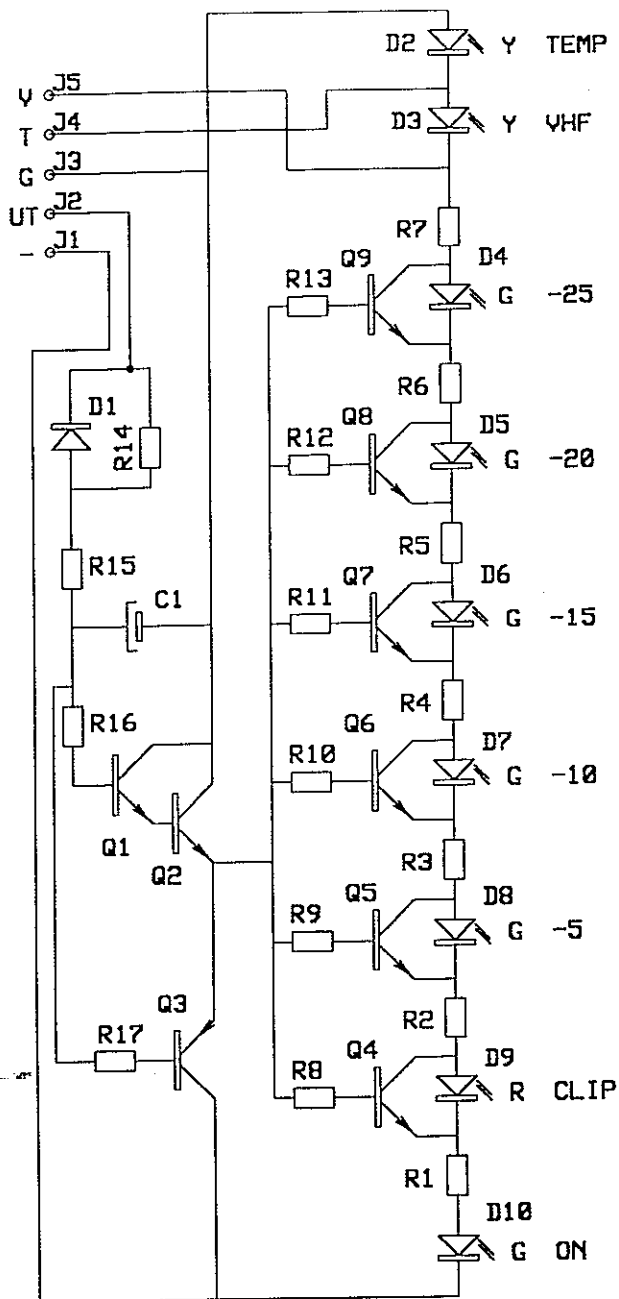 D2 Y TEMP
V J5
T J4
D3 Y VHF
G J3
UT J2
- J1
R7
Q9 D4
R13
G -25
R6
D1
R14
Q8 D5
R12
G -20
R5
R15
Q7 D6
C1 R11
G -15
R4
R16
Q6 D7
R10
G -10
Q1
Q2
R3
Q5 D8
R9
G -5
Q3
R2
R17
Q4 D9
R8
R CLIP
R1
D10
G ON